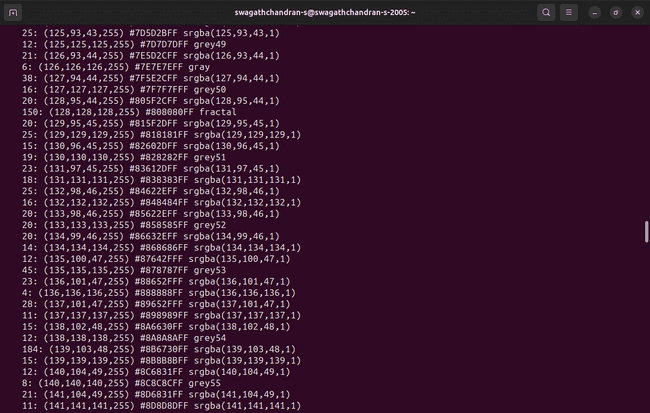 swagathchandran-s@swagathchandran-s-2005: ~
25: (125,93,43,255) #7D5D2BFF srgba(125,93,43,1)
12: (125,125,125,255) #7D7D7DFF grey49
21: (126,93,44,255) #7E5D2CFF srgba(126,93,44,1)
6: (126,126,126,255) #7E7E7EFF gray
38: (127,94,44,255) #7F5E2CFF srgba(127,94,44,1)
16: (127,127,127,255) #7F7F7FFF grey50
20: (128,95,44,255) #805F2CFF srgba(128,95,44,1)
150: (128,128,128,255) #808080FF fractal
20: (129,95,45,255) #815F2DFF srgba(129,95,45,1)
25: (129,129,129,255) #818181FF srgba(129,129,129,1)
15: (130,96,45,255) #82602DFF srgba(130,96,45,1)
19: (130,130,130,255) #828282FF grey51
23: (131,97,45,255) #83612DFF srgba(131,97,45,1)
18: (131,131,131,255) #838383FF srgba(131,131,131,1)
25: (132,98,46,255) #84622EFF srgba(132,98,46,1)
16: (132,132,132,255) #848484FF srgba(132,132,132,1)
20: (133,98,46,255) #85622EFF srgba(133,98,46,1)
20: (133,133,133,255) #858585FF grey52
20: (134,99,46,255) #86632EFF srgba(134,99,46,1)
14: (134,134,134,255) #868686FF srgba(134,134,134,1)
12: (135,100,47,255) #87642FFF srgba(135,100,47,1)
45: (135,135,135,255) #878787FF grey53
23: (136,101,47,255) #88652FFF srgba(136,101,47,1)
4: (136,136,136,255) #888888FF srgba(136,136,136,1)
28: (137,101,47,255) #89652FFF srgba(137,101,47,1)
11: (137,137,137,255) #898989FF srgba(137,137,137,1)
15: (138,102,48,255) #8A6630FF srgba(138,102,48,1)
12: (138,138,138,255) #8A8A8AFF grey54
184: (139,103,48,255) #8B6730FF srgba(139,103,48,1)
15: (139,139,139,255) #8B8B8BFF srgba(139,139,139,1)
12: (140,104,49,255) #8C6831FF srgba(140,104,49,1)
8: (140,140,140,255) #8C8C8CFF grey55
21: (141,104,49,255) #8D6831FF srgba(141,104,49,1)
11: (141,141,141,255) #8D8D8DFF srgba(141,141,141,1)